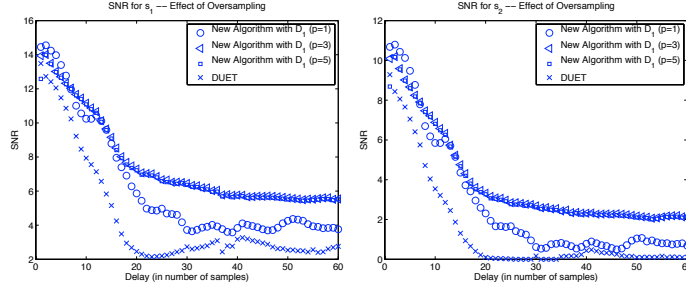 SNR for s1 -- Effect of Oversampling
16
14
12
10
8
6
4
2
SNR
0
10
20
30
40
50
60
Delay (in number of samples)
New Algorithm with D1 (p=1)
New Algorithm with D1 (p=3)
New Algorithm with D1 (p=5)
DUET
SNR for s2 -- Effect of Oversampling
12
10
8
6
4
2
0
SNR
0
10
20
30
40
50
60
Delay (in number of samples)
New Algorithm with D1 (p=1)
New Algorithm with D1 (p=3)
New Algorithm with D1 (p=5)
DUET